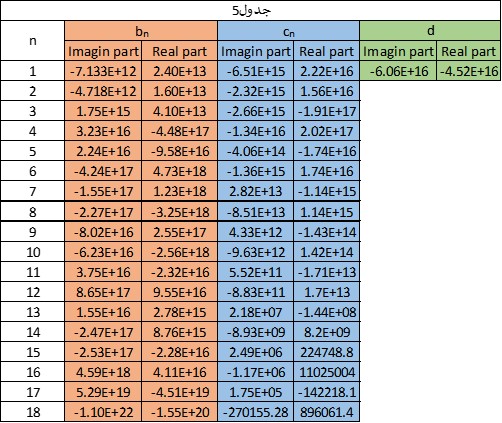 جدول5
n bₙ cₙ d
Imagin part Real part Imagin part Real part Imagin part Real part
1 -7.133E+12 2.40E+13 -6.51E+15 2.22E+16 -6.06E+16 -4.52E+16
2 -4.718E+12 1.60E+13 -2.32E+15 1.56E+16
3 1.75E+15 4.10E+13 -2.66E+15 -1.91E+17
4 3.23E+16 -4.48E+17 -1.34E+16 2.02E+17
5 2.24E+16 -9.58E+16 -4.06E+14 -1.74E+16
6 -4.24E+17 4.73E+18 -1.36E+15 1.74E+16
7 -1.55E+17 1.23E+18 2.82E+13 -1.14E+15
8 -2.27E+17 -3.25E+18 -8.51E+13 1.14E+15
9 -8.02E+16 2.55E+17 4.33E+12 -1.43E+14
10 -6.23E+16 -2.56E+18 -9.63E+12 1.42E+14
11 3.75E+16 -2.32E+16 5.52E+11 -1.71E+13
12 8.65E+17 9.55E+16 -8.83E+11 1.7E+13
13 1.55E+16 2.78E+15 2.18E+07 -1.44E+08
14 -2.47E+17 8.76E+15 -8.93E+09 8.2E+09
15 -2.53E+17 -2.28E+16 2.49E+06 224748.8
16 4.59E+18 4.11E+16 -1.17E+06 11025004
17 5.29E+19 -4.51E+19 1.75E+05 -142218.1
18 -1.10E+22 -1.55E+20 -270155.28 896061.4